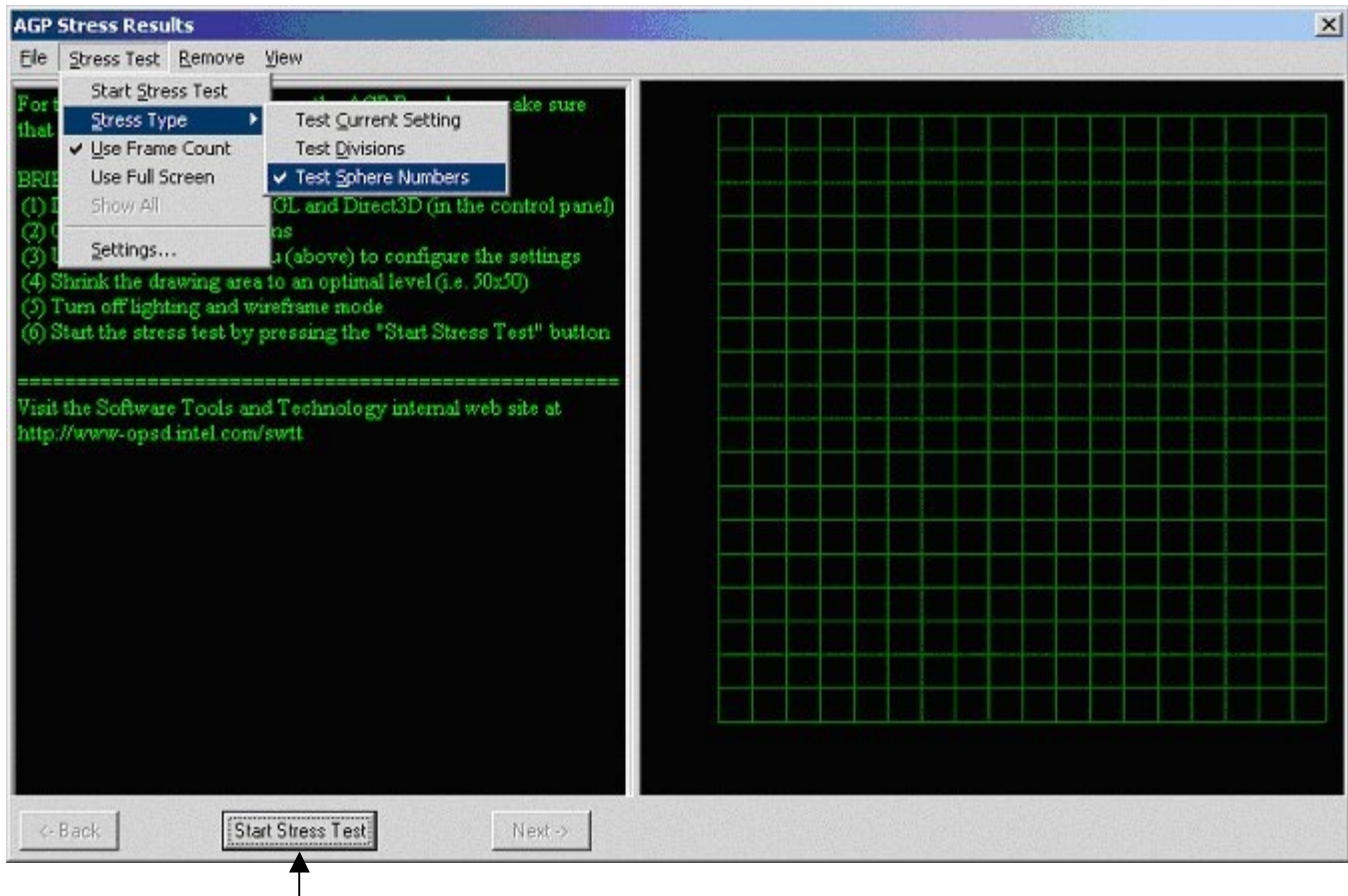 AGP Stress Results
File Stress Test Remove View
Start Stress Test
Stress Type
Use Frame Count
Use Full Screen
Show All
Settings...
Test Current Setting
Test Divisions
Test Sphere Numbers
For ake sure
that
(1) GL and Direct3D (in the control panel)
(2)
(3) (above) to configure the settings
(4) Shrink the drawing area to an optimal level (i.e. 50x50)
(5) Turn off lighting and wireframe mode
(6) Start the stress test by pressing the "Start Stress Test" button
===================================================
Visit the Software Tools and Technology internal web site at
http://www-opsd.intel.com/swtt
<- Back
Start Stress Test
Next ->